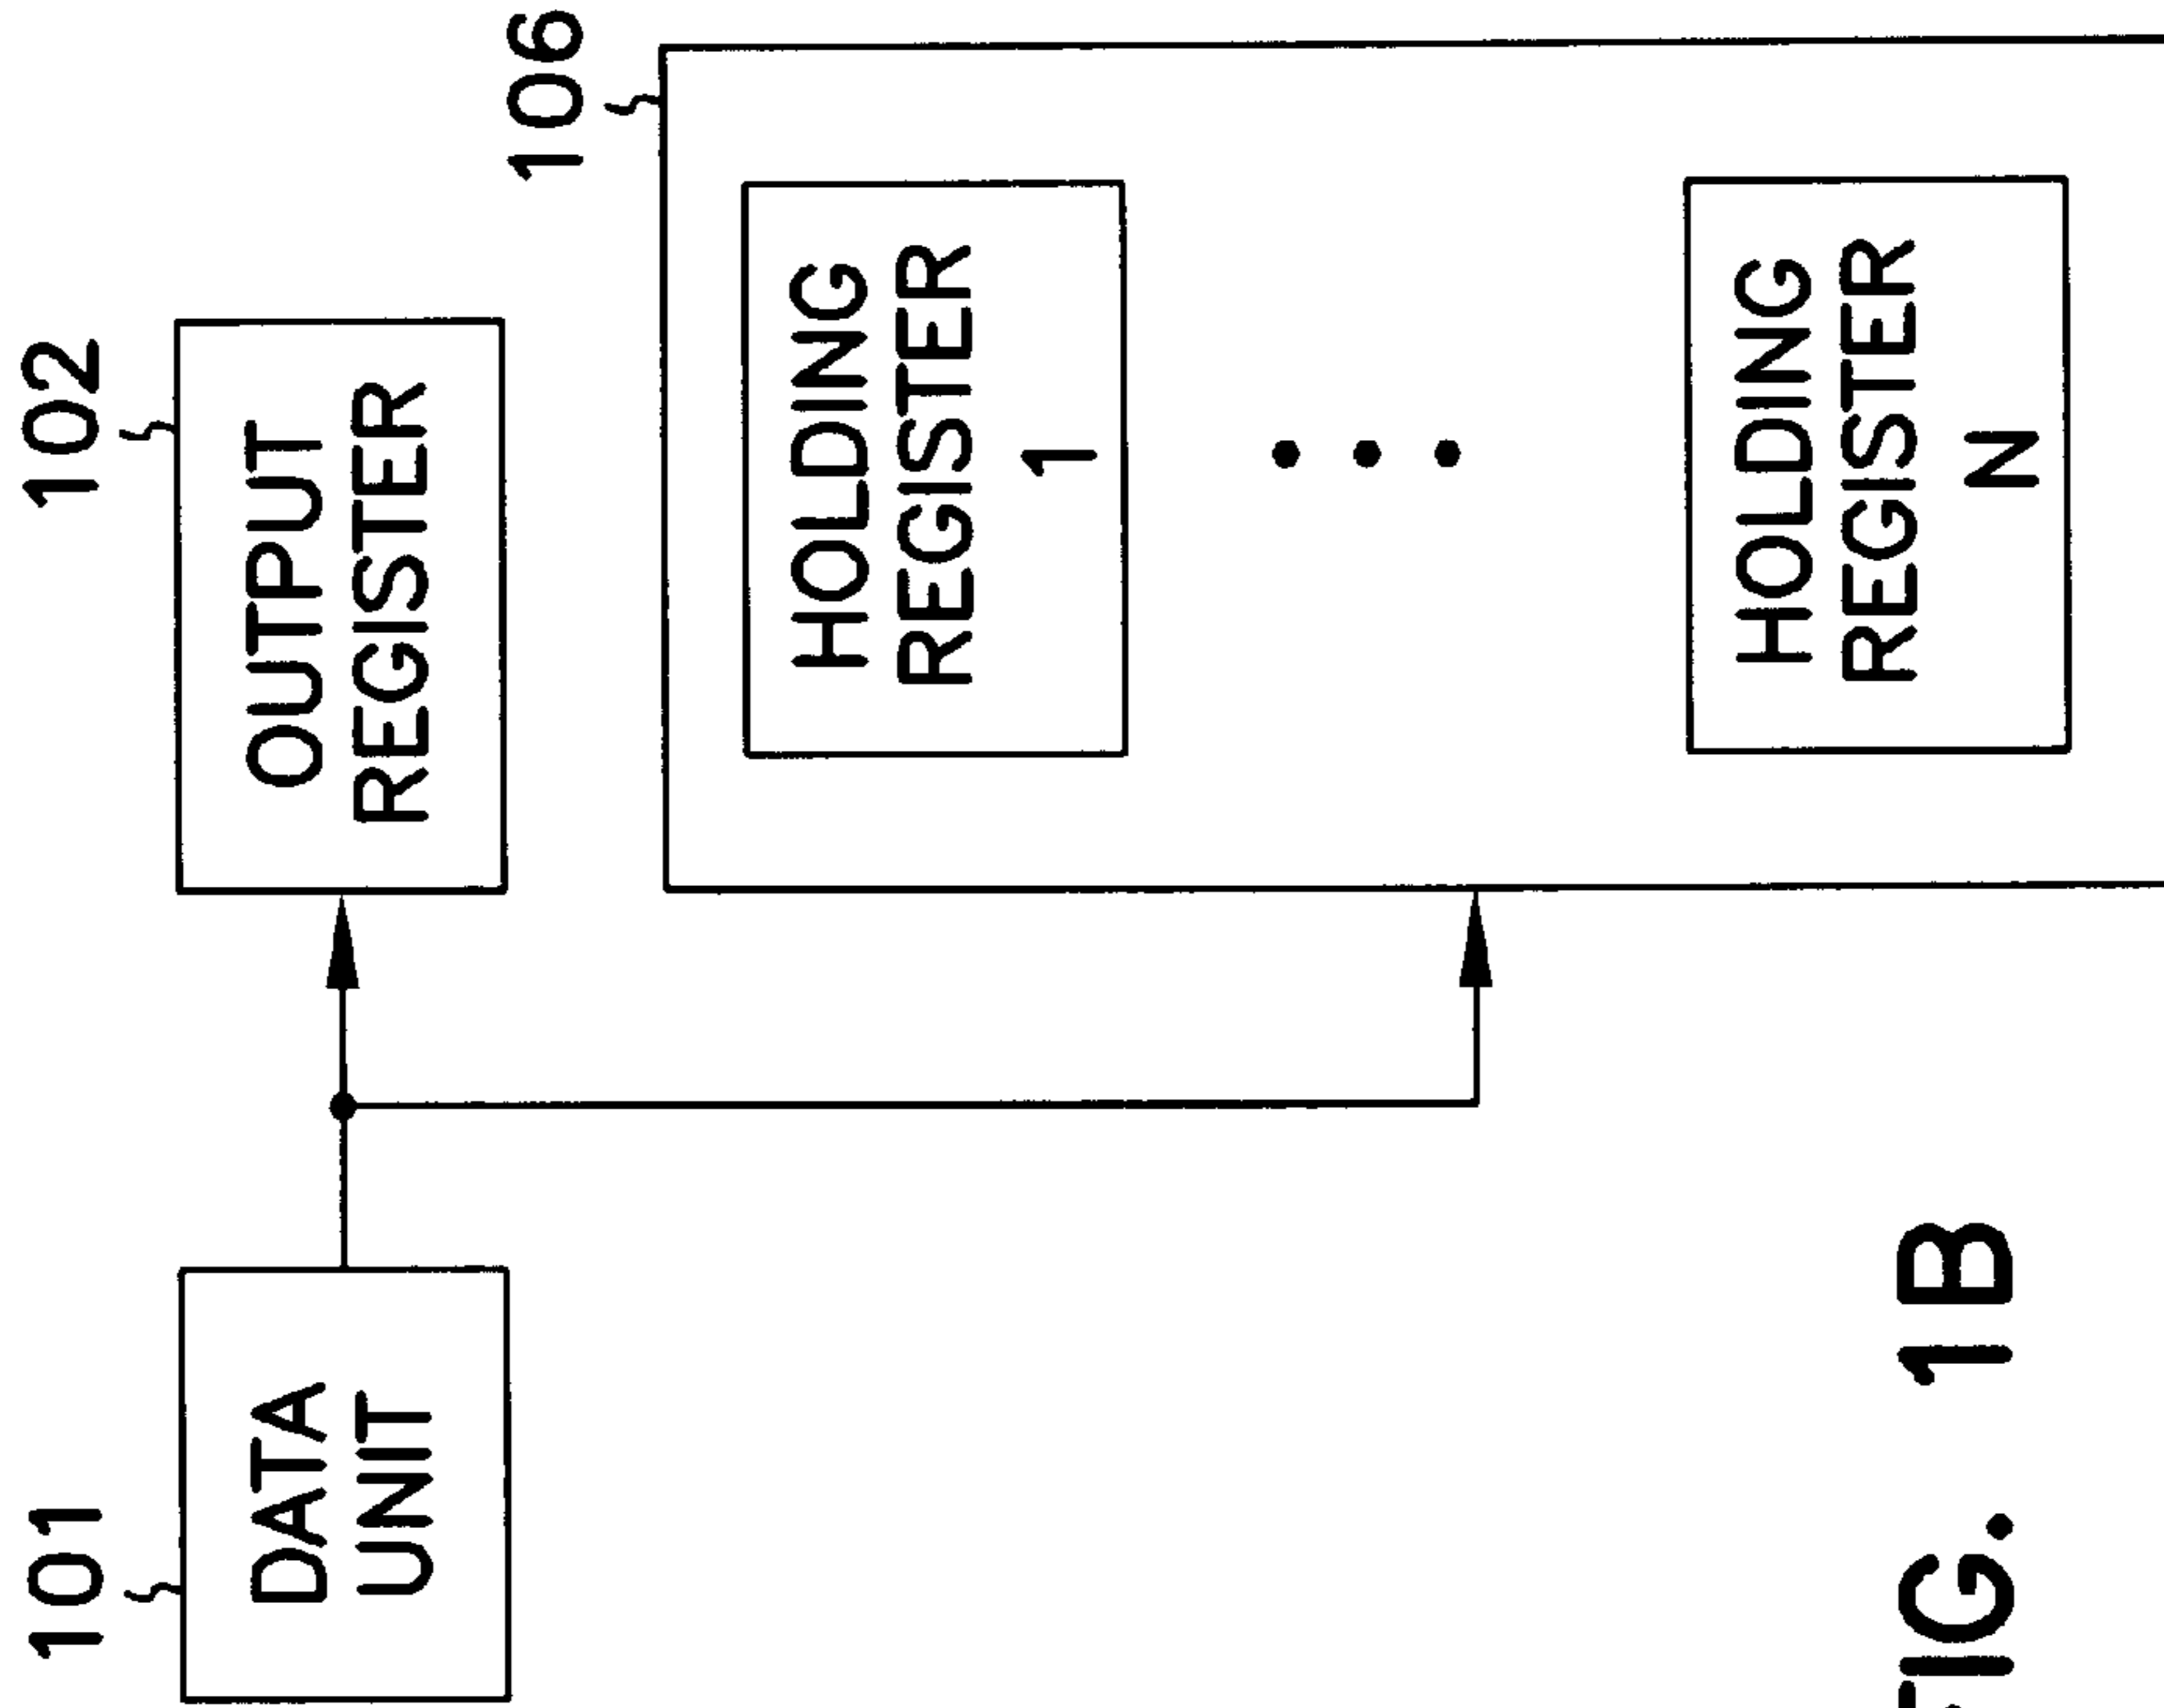 101
DATA
UNIT
102
OUTPUT
REGISTER
106
HOLDING
REGISTER
1
HOLDING
REGISTER
N
FIG. 1B